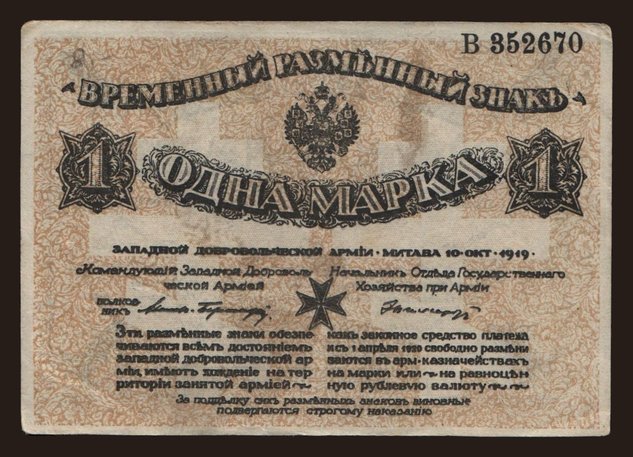 В 352670
ВРЕМЕННЫЙ РАЗМѢННЫЙ ЗНАКЪ
1 ОДНА МАРКА 1
ЗАПАДНОЙ ДОБРОВОЛЬЧЕСКОЙ АРМІИ · МИТАВА 10 · ОКТ · 1919 ·
Командующій Западной Доброволь
ческой Арміей
полков-
никъ
Начальникъ Отдѣла Государственнаго
Хозяйства при Арміи
Эти размѣнные знаки обезпе
чиваются всѣмъ достояніемъ
западной добровольческой ар
міи, имѣютъ хожденіе на тер
риторіи занятой арміей
какъ законное средство платежа
и съ 1 апреля 1920 свободно размѣни
ваются в арм. казначействахъ
на марки или на равноцѣн
ную рублевую валюту
За поддѣлку сихъ размѣнныхъ знаковъ виновные
подвергаются строгому наказанію